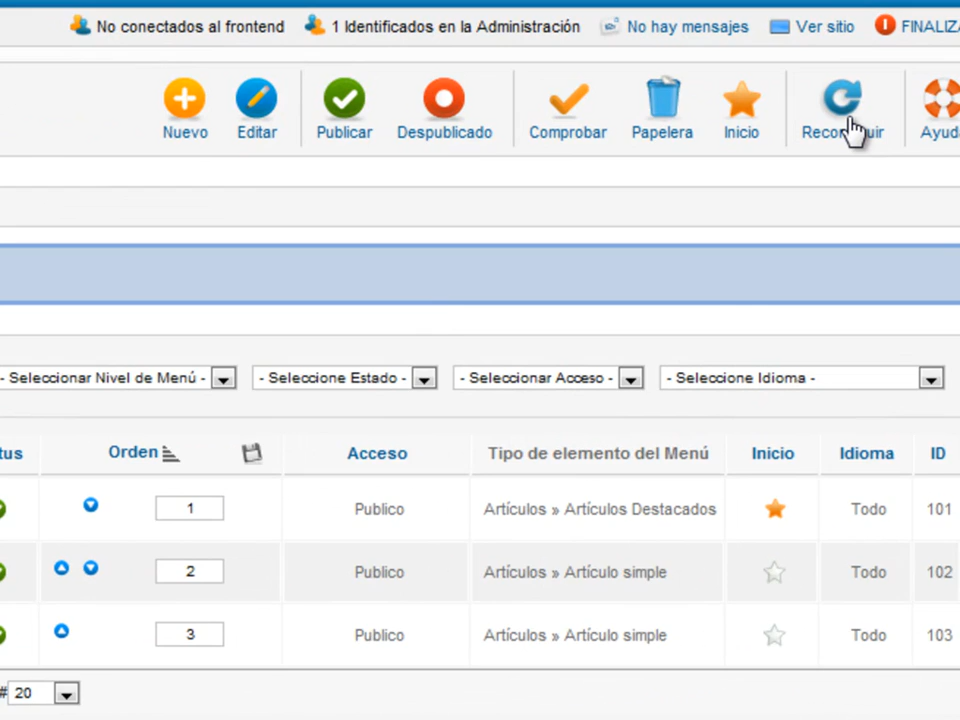 No conectados al frontend 1 Identificados en la Administración No hay mensajes Ver sitio FINALIZA
Nuevo Editar Publicar Despublicado Comprobar Papelera Inicio Reconstruir Ayuda
- Seleccionar Nivel de Menú - - Seleccione Estado - - Seleccionar Acceso - - Seleccione Idioma -
tus Orden Acceso Tipo de elemento del Menú Inicio Idioma ID
1 Publico Artículos » Artículos Destacados Todo 101
2 Publico Artículos » Artículo simple Todo 102
3 Publico Artículos » Artículo simple Todo 103
# 20